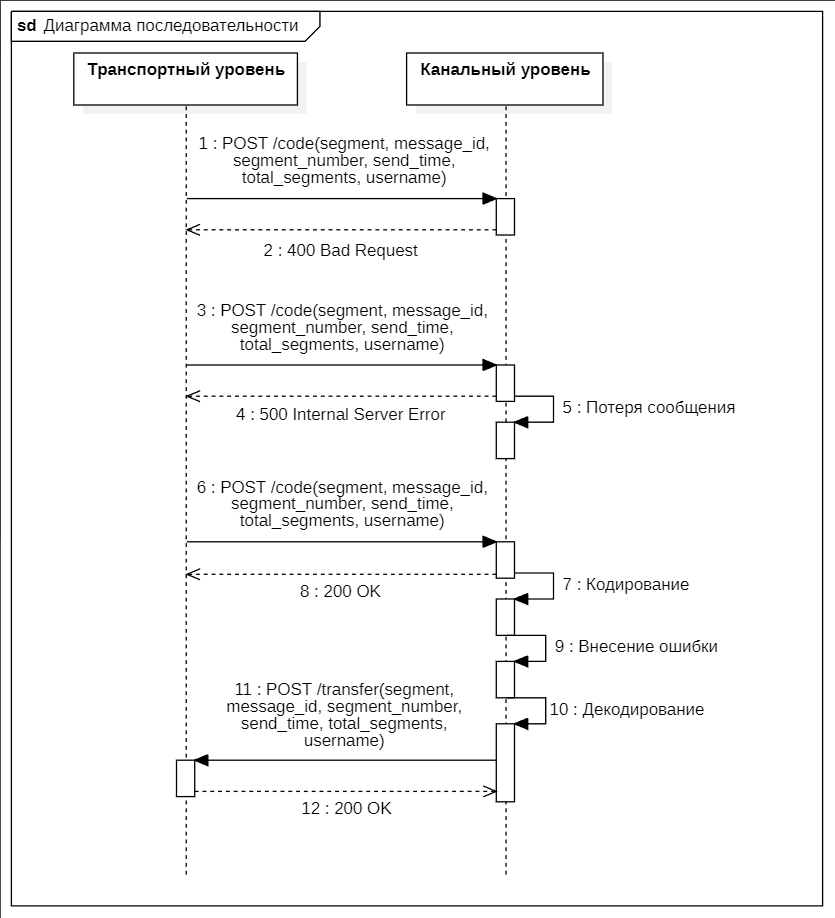 sd Диаграмма последовательности
Транспортный уровень
Канальный уровень
1 : POST /code(segment, message_id,
segment_number, send_time,
total_segments, username)
2 : 400 Bad Request
3 : POST /code(segment, message_id,
segment_number, send_time,
total_segments, username)
4 : 500 Internal Server Error
5 : Потеря сообщения
6 : POST /code(segment, message_id,
segment_number, send_time,
total_segments, username)
7 : Кодирование
8 : 200 OK
9 : Внесение ошибки
10 : Декодирование
11 : POST /transfer(segment,
message_id, segment_number,
send_time, total_segments,
username)
12 : 200 OK